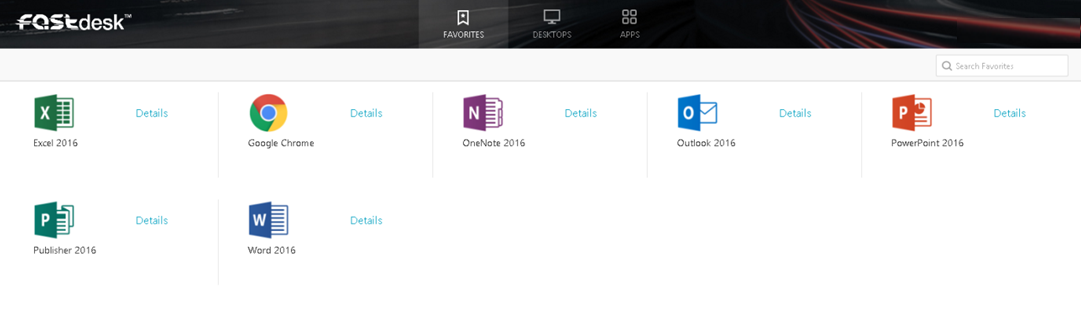 fastdesk™
FAVORITES DESKTOPS APPS
Search Favorites
Details Details Details Details Details
Excel 2016 Google Chrome OneNote 2016 Outlook 2016 PowerPoint 2016
Details Details
Publisher 2016 Word 2016